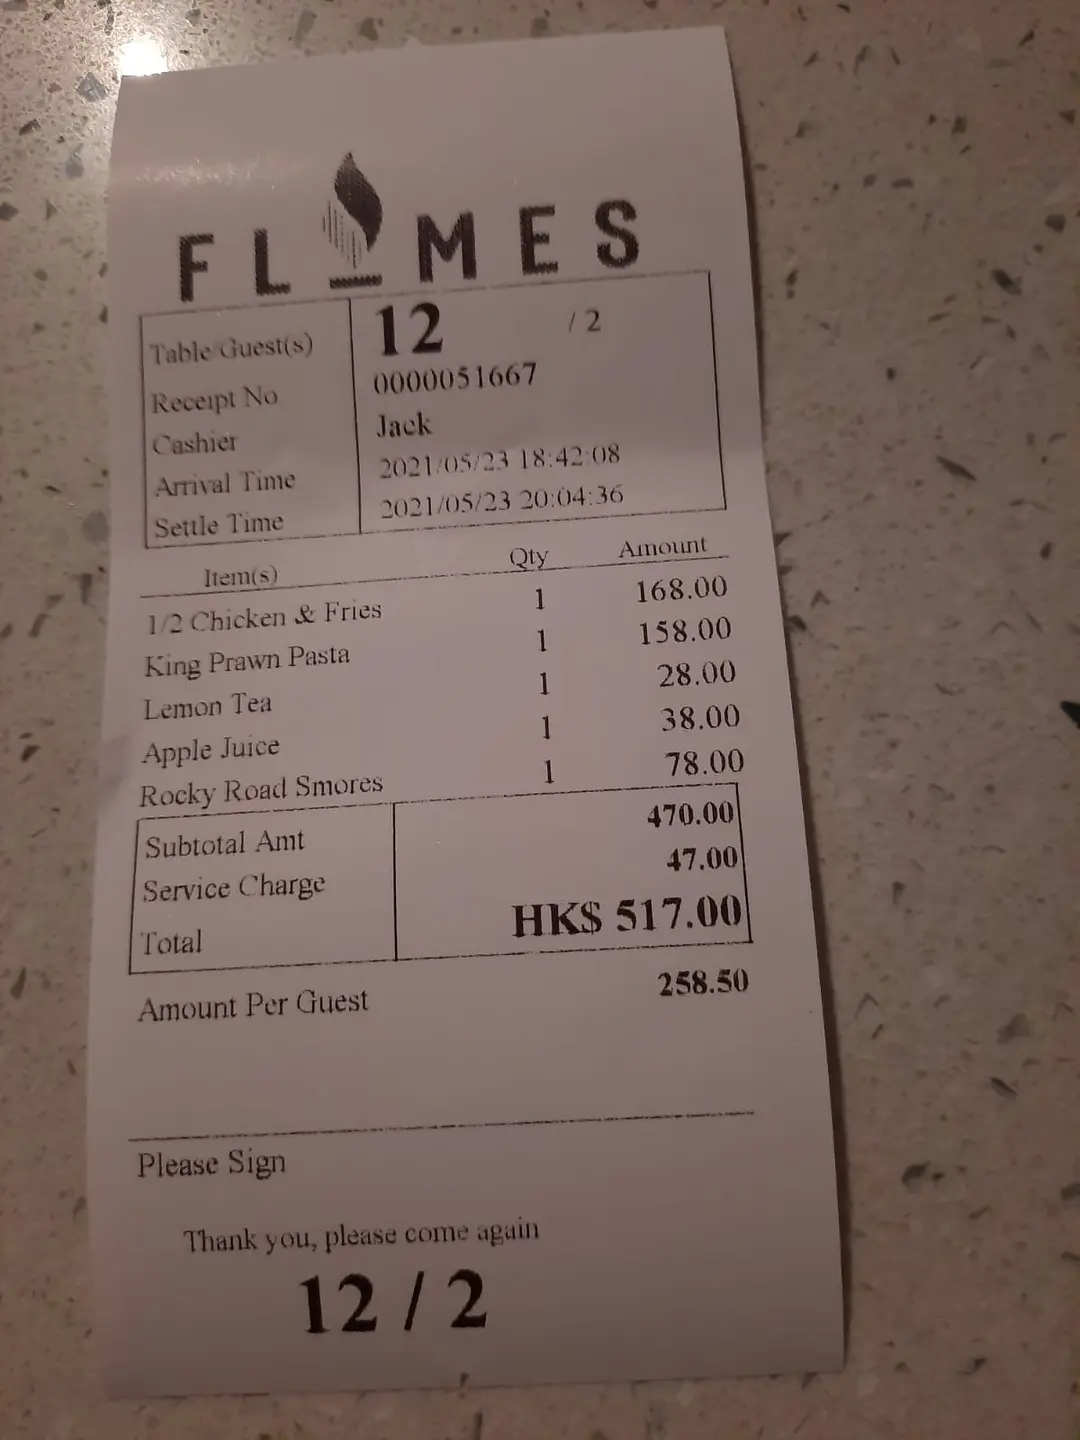 FLAMES
Table/Guest(s) 12 / 2
Receipt No 0000051667
Cashier Jack
Arrival Time 2021/05/23 18:42:08
Settle Time 2021/05/23 20:04:36
Item(s) Qty Amount
1/2 Chicken & Fries 1 168.00
King Prawn Pasta 1 158.00
Lemon Tea 1 28.00
Apple Juice 1 38.00
Rocky Road Smores 1 78.00
Subtotal Amt 470.00
Service Charge 47.00
Total HK$ 517.00
Amount Per Guest 258.50
Please Sign
Thank you, please come again
12 / 2